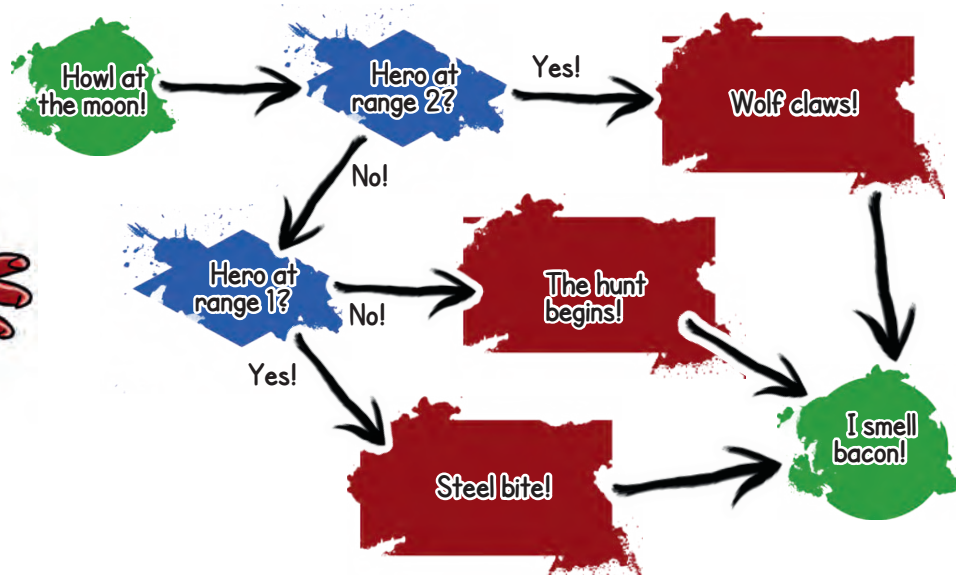 Howl at
the moon!
Hero at
range 2?
Yes!
Wolf claws!
No!
Hero at
range 1?
No!
The hunt
begins!
Yes!
I smell
bacon!
Steel bite!